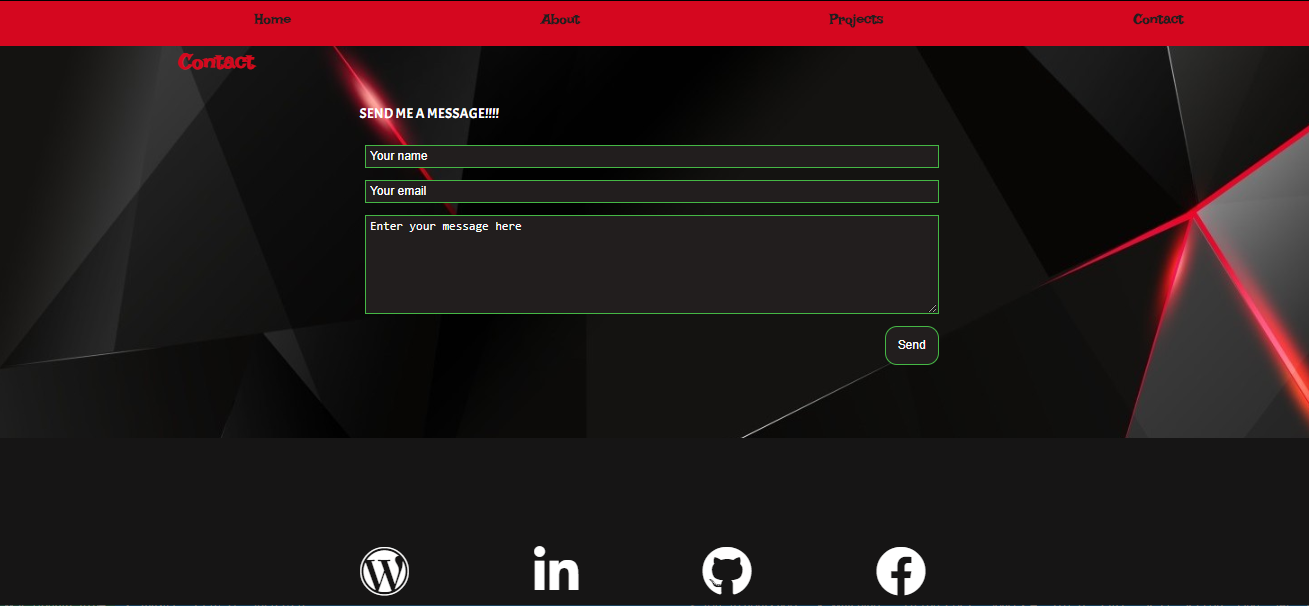 Home About Projects Contact
Contact
SEND ME A MESSAGE!!!!
Your name
Your email
Enter your message here
Send